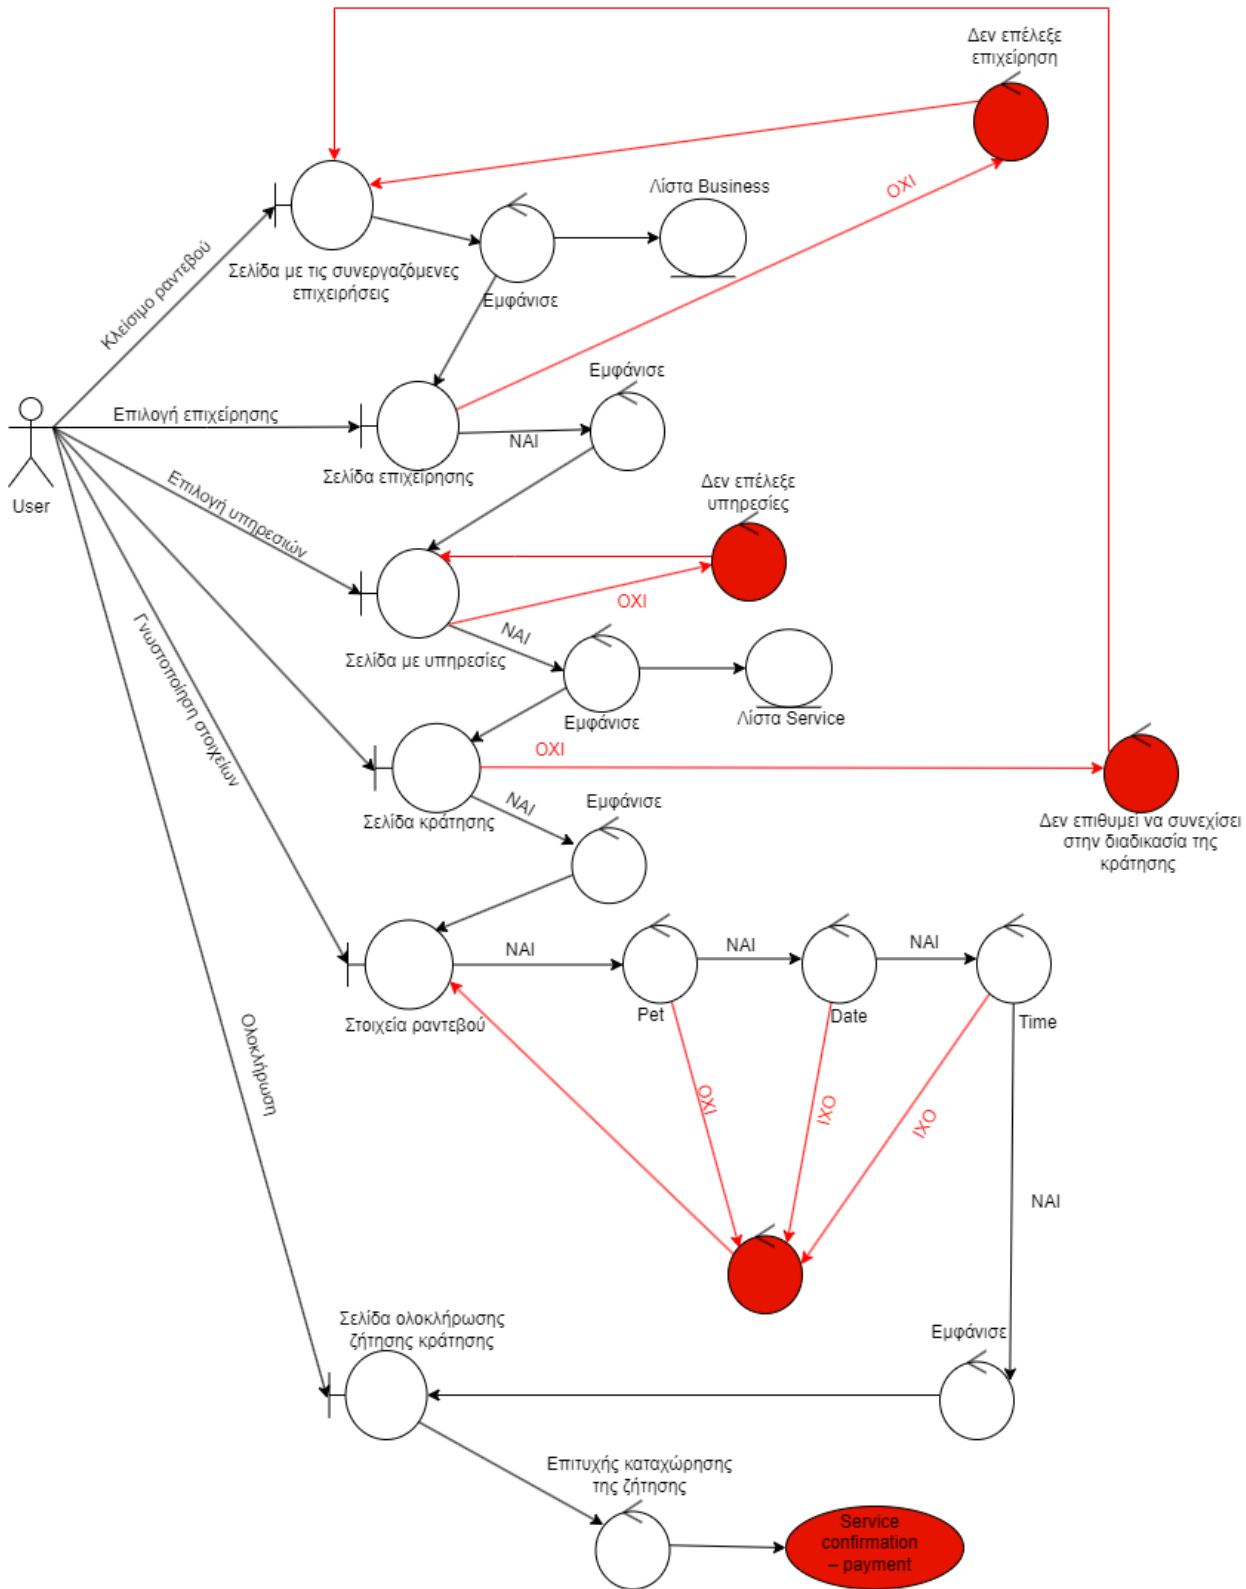 Δεν επέλεξε
επιχείρηση
ΟΧΙ
Λίστα Business
Κλείσιμο ραντεβού
Σελίδα με τις συνεργαζόμενες
επιχειρήσεις
Εμφάνισε
Εμφάνισε
Επιλογή επιχείρησης
ΝΑΙ
Σελίδα επιχείρησης
User
Επιλογή υπηρεσιών
Δεν επέλεξε
υπηρεσίες
ΟΧΙ
ΝΑΙ
Σελίδα με υπηρεσίες
Γνωστοποίηση στοιχείων
Εμφάνισε
Λίστα Service
ΟΧΙ
Σελίδα κράτησης
ΝΑΙ
Εμφάνισε
Δεν επιθυμεί να συνεχίσει
στην διαδικασία της
κράτησης
ΝΑΙ
ΝΑΙ
ΝΑΙ
Στοιχεία ραντεβού
Pet
Date
Time
Ολοκλήρωση
ΟΧΙ
ΟΧΙ
ΟΧΙ
ΝΑΙ
Σελίδα ολοκλήρωσης
ζήτησης κράτησης
Εμφάνισε
Επιτυχής καταχώρησης
της ζήτησης
Service
confirmation
– payment